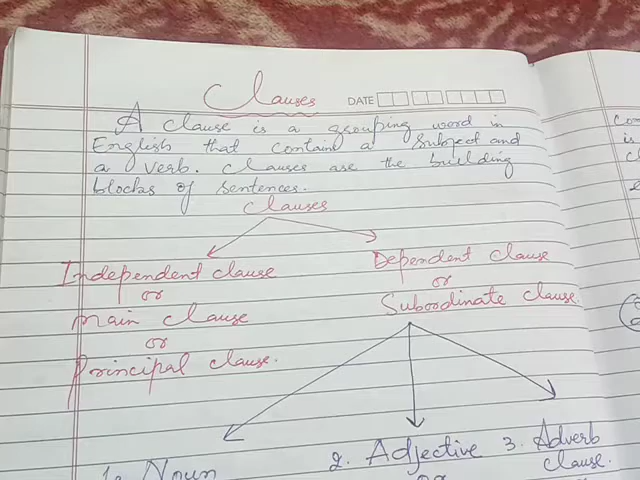 Clauses
DATE
A clause is a grouping word in
English that contain a subject and
a verb. Clauses are the building
blocks of sentences.
Clauses
Independent clause
or
main clause
or
Principal clause.
Dependent clause
or
Subordinate clause.
1. Noun
2. Adjective
or
3. Adverb
clause.